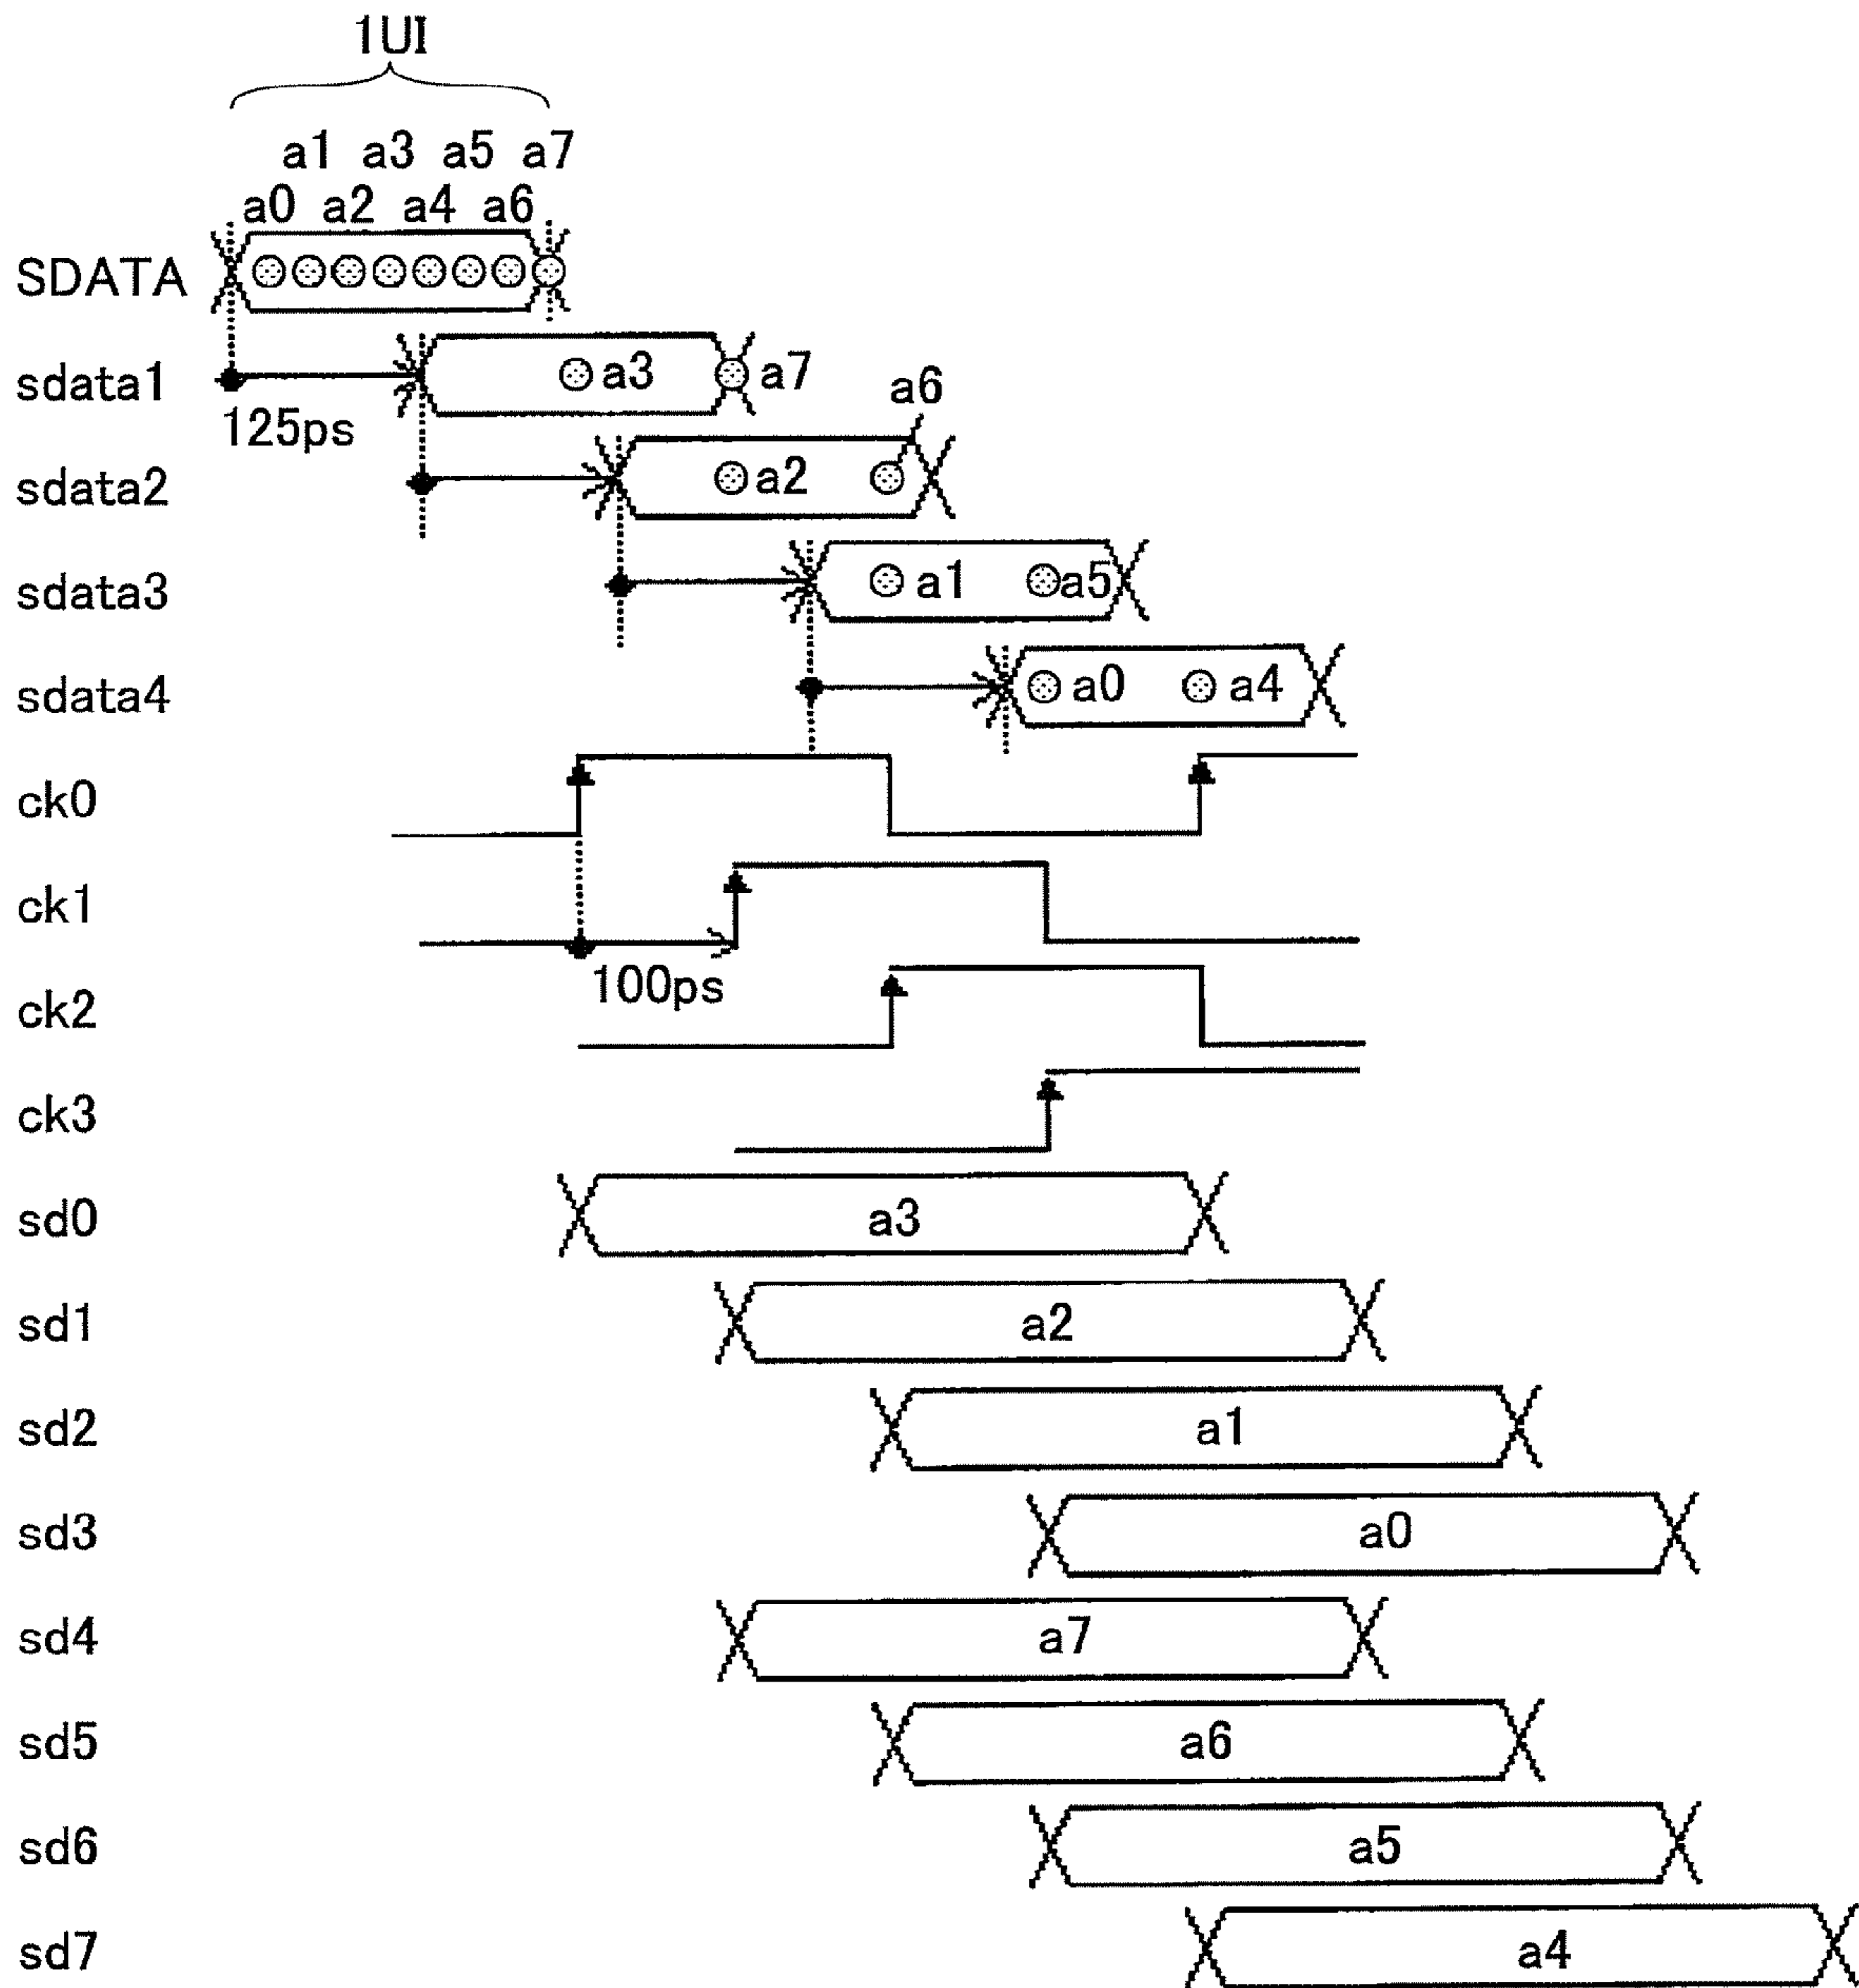 1UI
a1 a3 a5 a7
a0 a2 a4 a6
SDATA
sdata1 a3 a7
125ps
a6
sdata2 a2
sdata3 a1 a5
sdata4 a0 a4
ck0
ck1
100ps
ck2
ck3
sd0 a3
sd1 a2
sd2 a1
sd3 a0
sd4 a7
sd5 a6
sd6 a5
sd7 a4